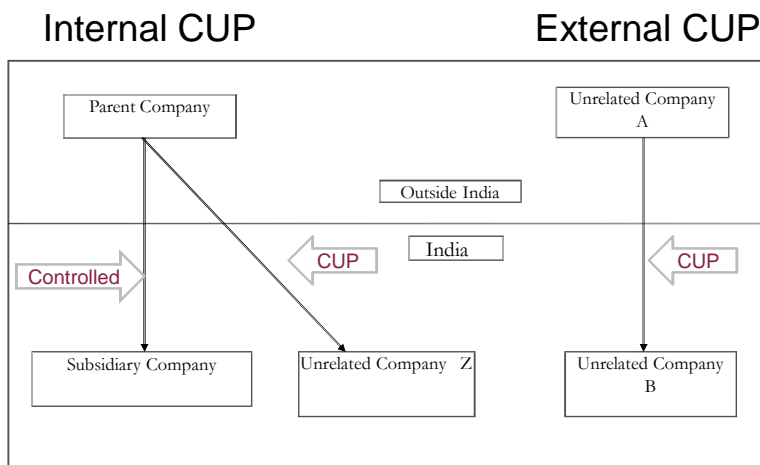 Internal CUP
External CUP
Parent Company
Unrelated Company
A
Outside India
India
Controlled
CUP
CUP
Subsidiary Company
Unrelated Company Z
Unrelated Company
B